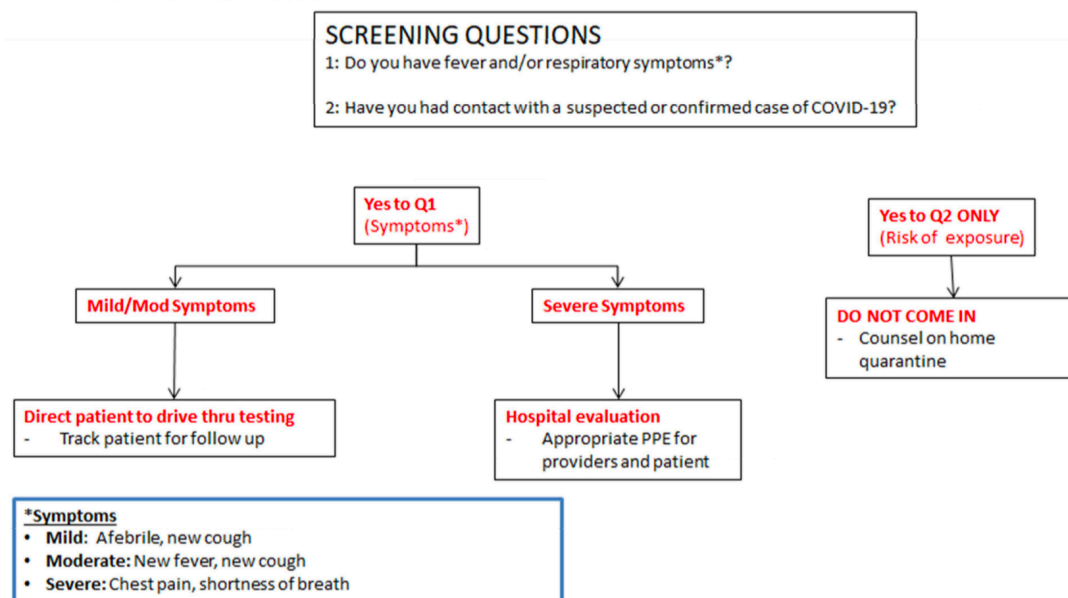 SCREENING QUESTIONS
1: Do you have fever and/or respiratory symptoms*?
2: Have you had contact with a suspected or confirmed case of COVID-19?
Yes to Q1
(Symptoms*)
Yes to Q2 ONLY
(Risk of exposure)
Mild/Mod Symptoms
Severe Symptoms
DO NOT COME IN
- Counsel on home
quarantine
Direct patient to drive thru testing
- Track patient for follow up
Hospital evaluation
- Appropriate PPE for
providers and patient
*Symptoms
• Mild: Afebrile, new cough
• Moderate: New fever, new cough
• Severe: Chest pain, shortness of breath